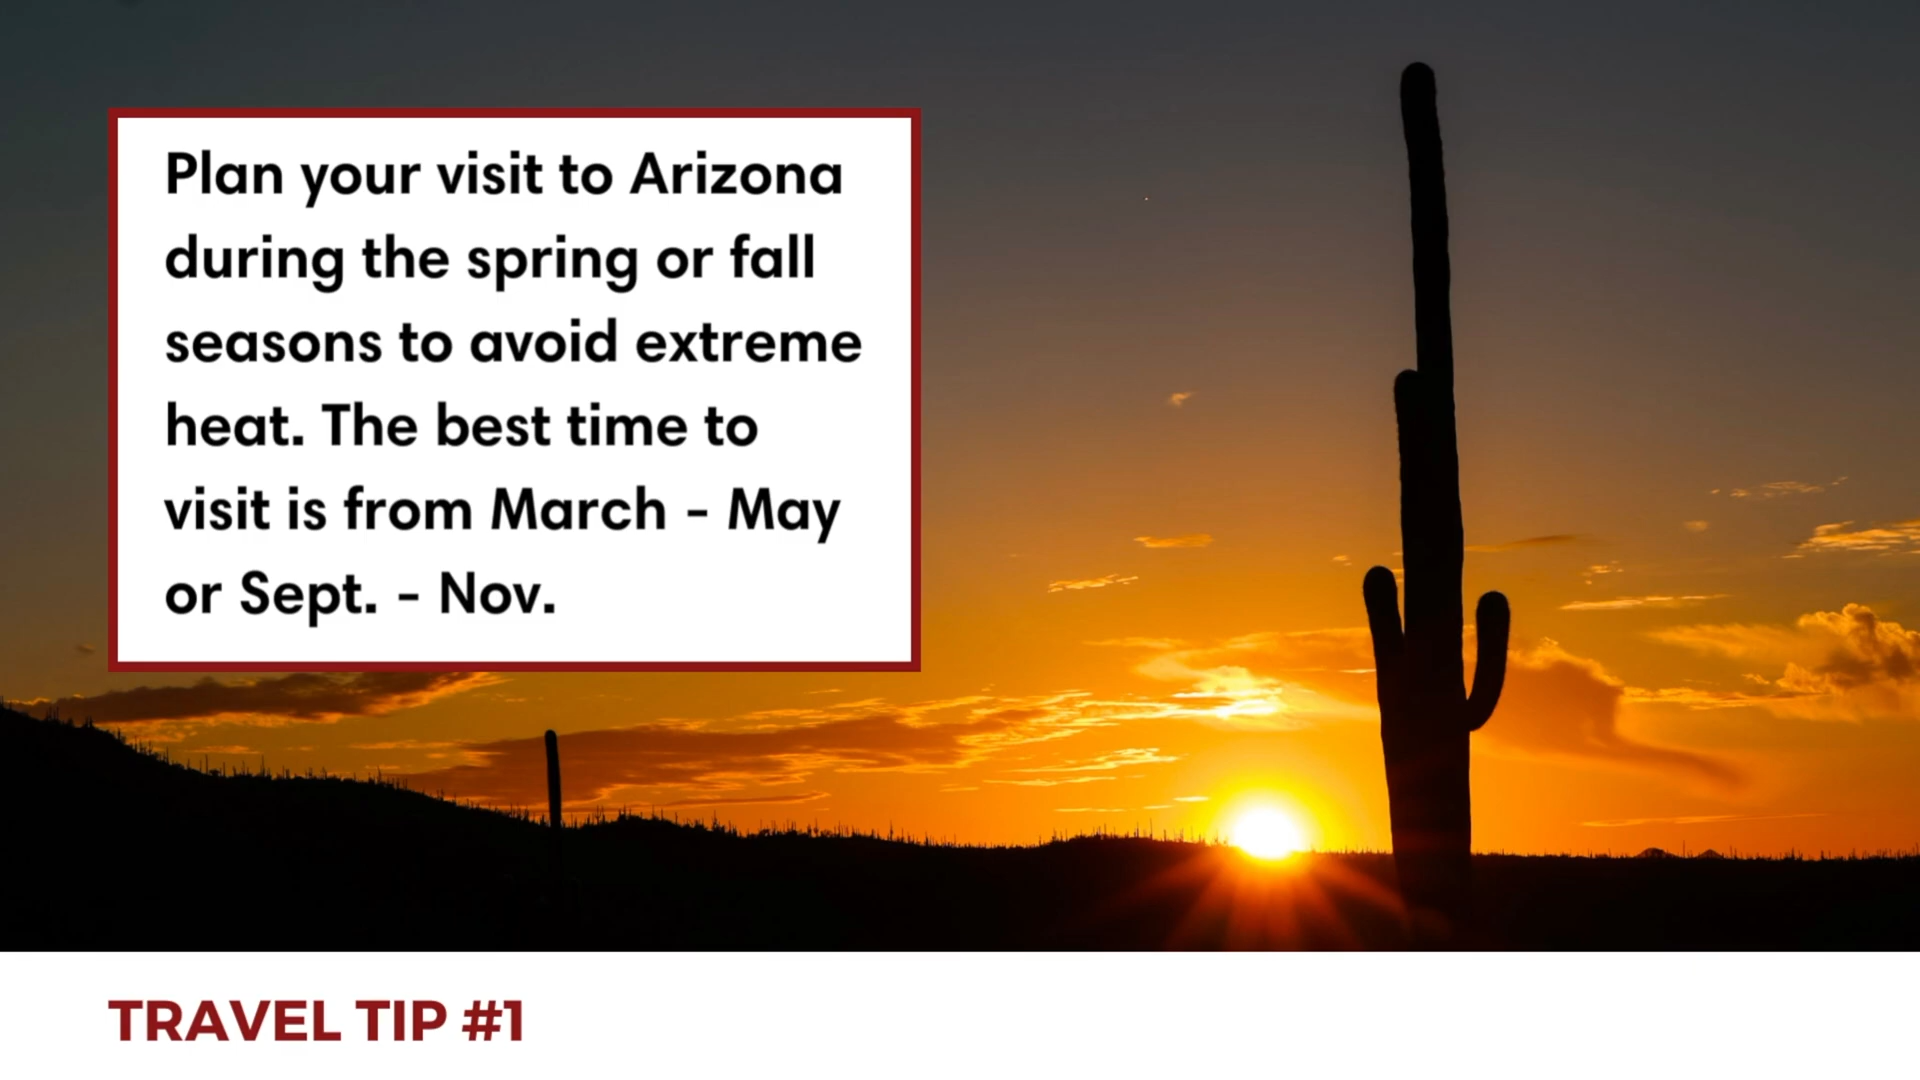 Plan your visit to Arizona
during the spring or fall
seasons to avoid extreme
heat. The best time to
visit is from March - May
or Sept. - Nov.
TRAVEL TIP #1